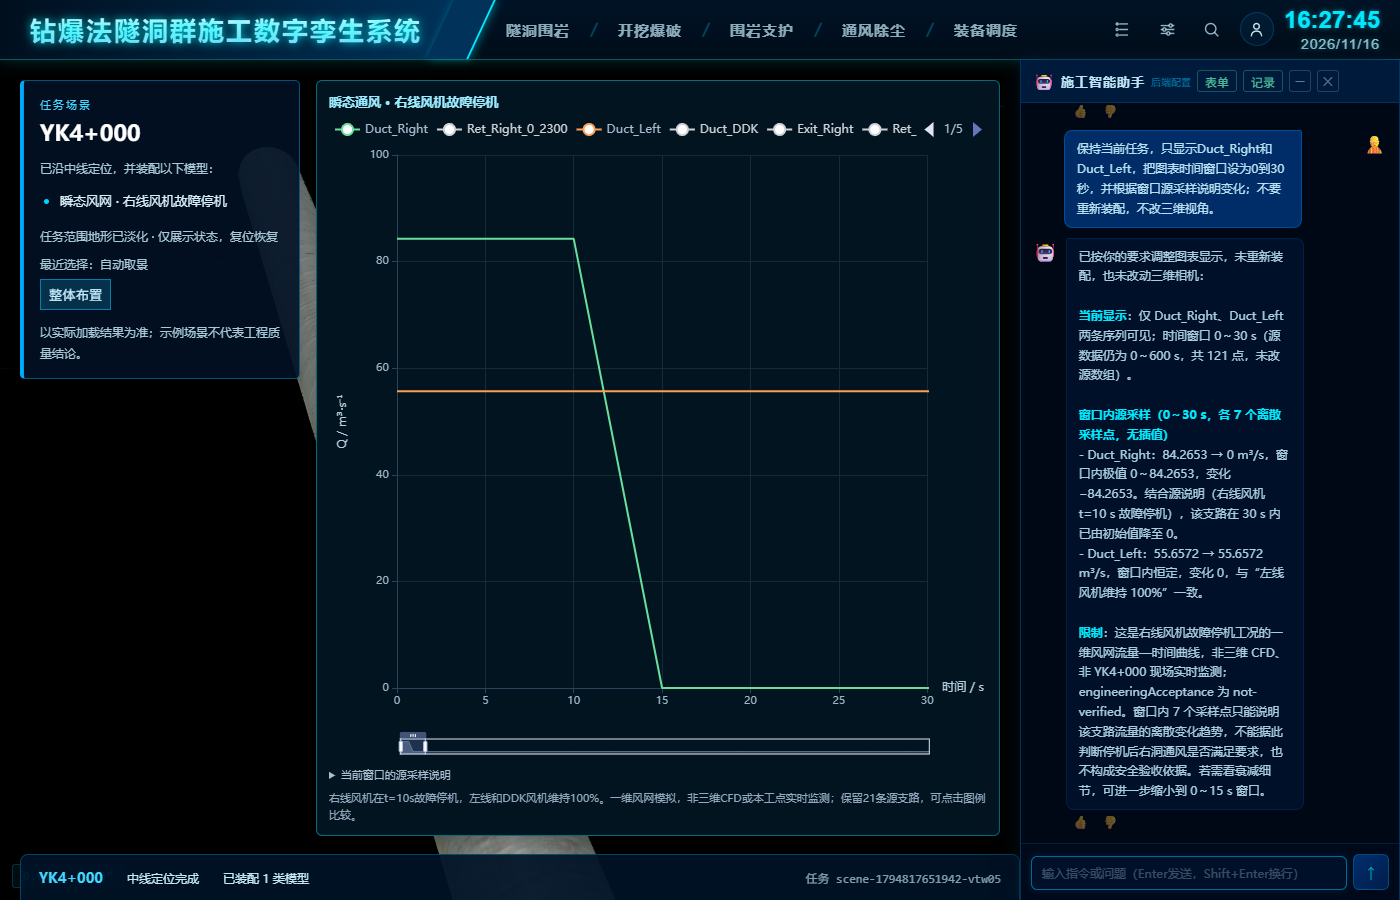 钻爆法隧洞群施工数字孪生系统
隧洞围岩 / 开挖爆破 / 围岩支护 / 通风除尘 / 装备调度
16:27:45
2026/11/16
任务场景
YK4+000
已沿中线定位，并装配以下模型：
瞬态风网 · 右线风机故障停机
任务范围地形已淡化 · 仅展示状态，复位恢复
最近选择：自动取景
整体布置
以实际加载结果为准；示例场景不代表工程质
量结论。
瞬态通风 • 右线风机故障停机
Duct_Right Ret_Right_0_2300 Duct_Left Duct_DDK Exit_Right Ret_ 1/5
100
80
60
40
20
0
Q / m³·s⁻¹
0 5 10 15 20 25 30
时间 / s
▶ 当前窗口的源采样说明
右线风机在t=10s故障停机，左线和DDK风机维持100%。一维风网模拟，非三维CFD或本工点实时监测；保留21条源支路，可点击图例
比较。
施工智能助手 后端配置 表单 记录
保持当前任务，只显示Duct_Right和
Duct_Left，把图表时间窗口设为0到30
秒，并根据窗口源采样说明变化；不要
重新装配，不改三维视角。
已按你的要求调整图表显示，未重新装
配，也未改动三维相机：
当前显示：仅 Duct_Right、Duct_Left
两条序列可见；时间窗口 0～30 s（源
数据仍为 0～600 s，共 121 点，未改
源数组）。
窗口内源采样（0～30 s，各 7 个离散
采样点，无插值）
- Duct_Right：84.2653 → 0 m³/s，窗
口内极值 0～84.2653，变化
−84.2653。结合源说明（右线风机
t=10 s 故障停机），该支路在 30 s 内
已由初始值降至 0。
- Duct_Left：55.6572 → 55.6572
m³/s，窗口内恒定，变化 0，与“左线
风机维持 100%”一致。
限制：这是右线风机故障停机工况的一
维风网流量—时间曲线，非三维 CFD、
非 YK4+000 现场实时监测；
engineeringAcceptance 为 not-
verified。窗口内 7 个采样点只能说明
该支路流量的离散变化趋势，不能据此
判断停机后右洞通风是否满足要求，也
不构成安全验收依据。若需看衰减细
节，可进一步缩小到 0～15 s 窗口。
输入指令或问题（Enter发送，Shift+Enter换行）
YK4+000 中线定位完成 已装配 1 类模型
任务 scene-1794817651942-vtw05